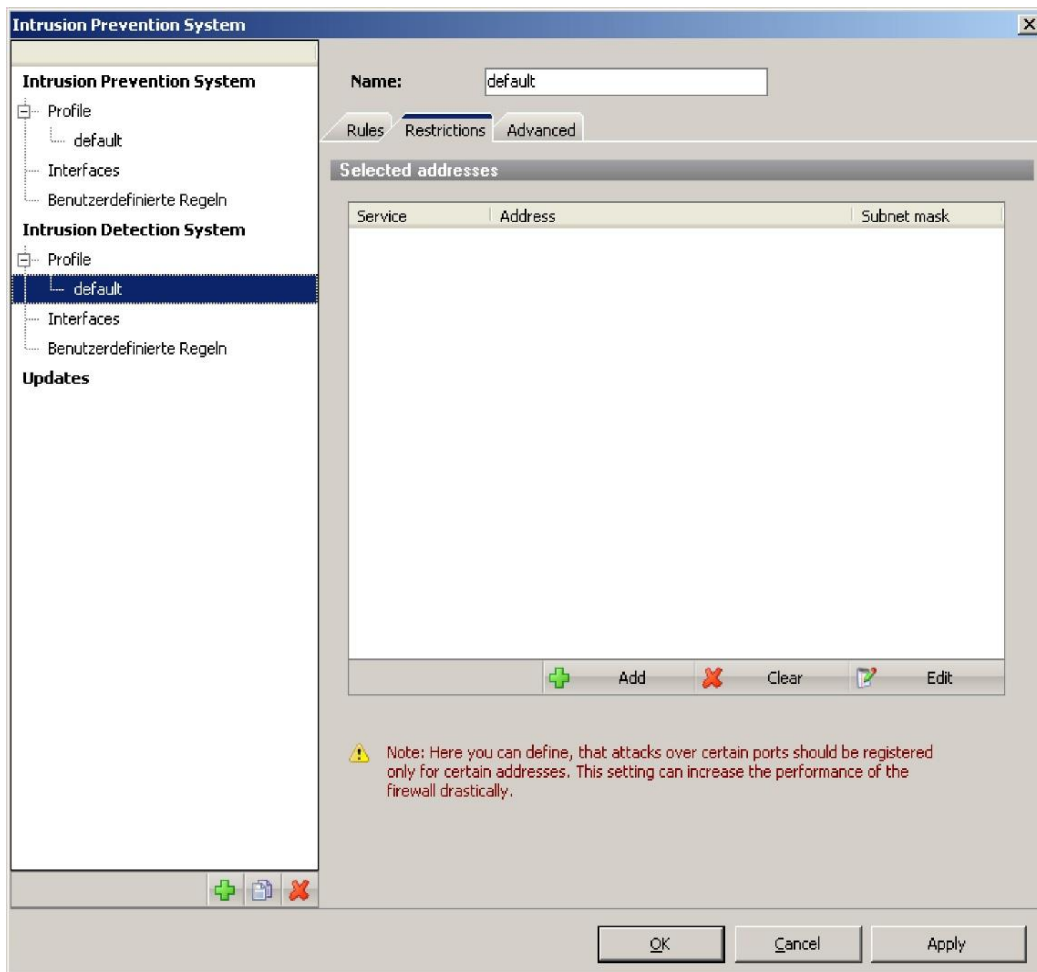 Intrusion Prevention System
Intrusion Prevention System
Profile
default
Interfaces
Benutzerdefinierte Regeln
Intrusion Detection System
Profile
default
Interfaces
Benutzerdefinierte Regeln
Updates
Name: default
Rules Restrictions Advanced
Selected addresses
Service Address Subnet mask
Add Clear Edit
Note: Here you can define, that attacks over certain ports should be registered
only for certain addresses. This setting can increase the performance of the
firewall drastically.
OK Cancel Apply